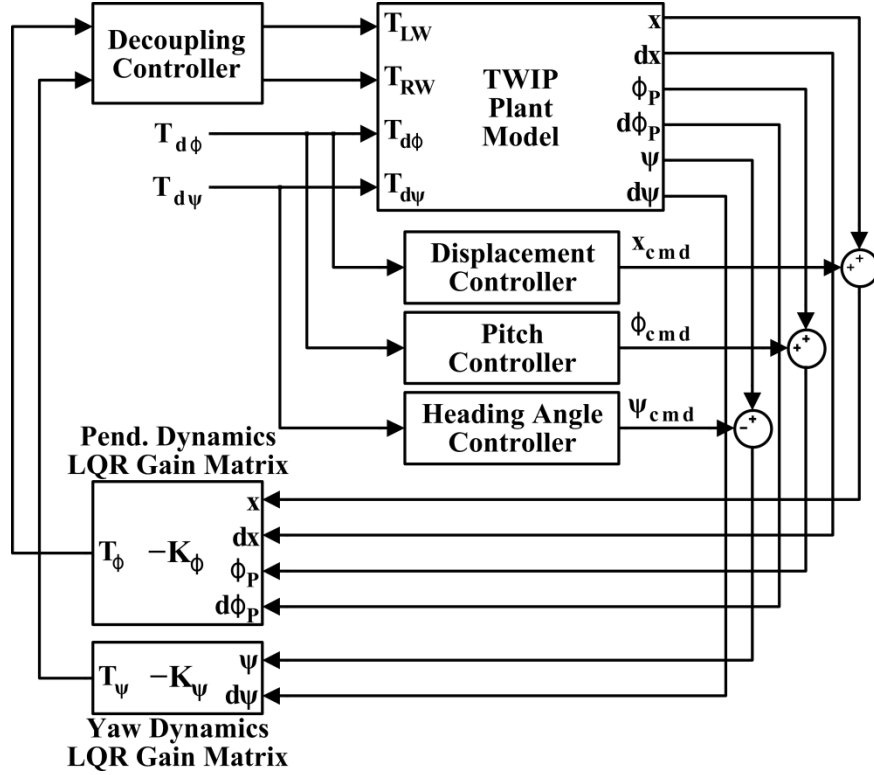 Decoupling
Controller
T_LW
T_RW
T_dϕ
T_dψ
TWIP
Plant
Model
x
dx
ϕ_P
dϕ_P
ψ
dψ
T_dϕ
T_dψ
Displacement
Controller
x_cmd
+
+
Pitch
Controller
ϕ_cmd
+
+
Heading Angle
Controller
ψ_cmd
-
+
Pend. Dynamics
LQR Gain Matrix
T_ϕ
−K_ϕ
x
dx
ϕ_P
dϕ_P
T_ψ
−K_ψ
ψ
dψ
Yaw Dynamics
LQR Gain Matrix